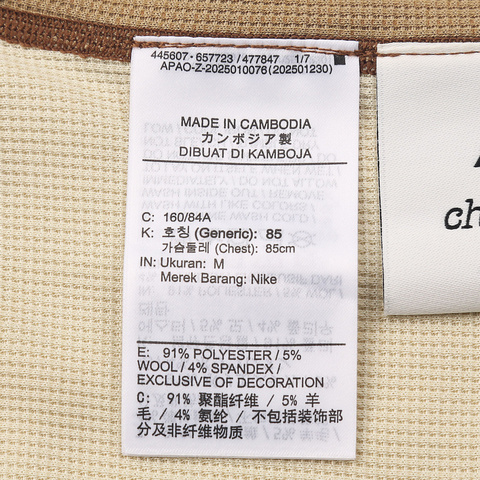 445607・657723 / 477847 1/7
APAO-Z-2025010076 (202501230)
MADE IN CAMBODIA
カンボジア製
DIBUAT DI KAMBOJA
C: 160/84A
K: 호칭 (Generic): 85
가슴둘레 (Chest): 85cm
IN: Ukuran: M
Merek Barang: Nike
E: 91% POLYESTER / 5%
WOOL / 4% SPANDEX /
EXCLUSIVE OF DECORATION
C: 91% 聚酯纤维 / 5% 羊
毛 / 4% 氨纶 / 不包括装饰部
分及非纤维物质
ch